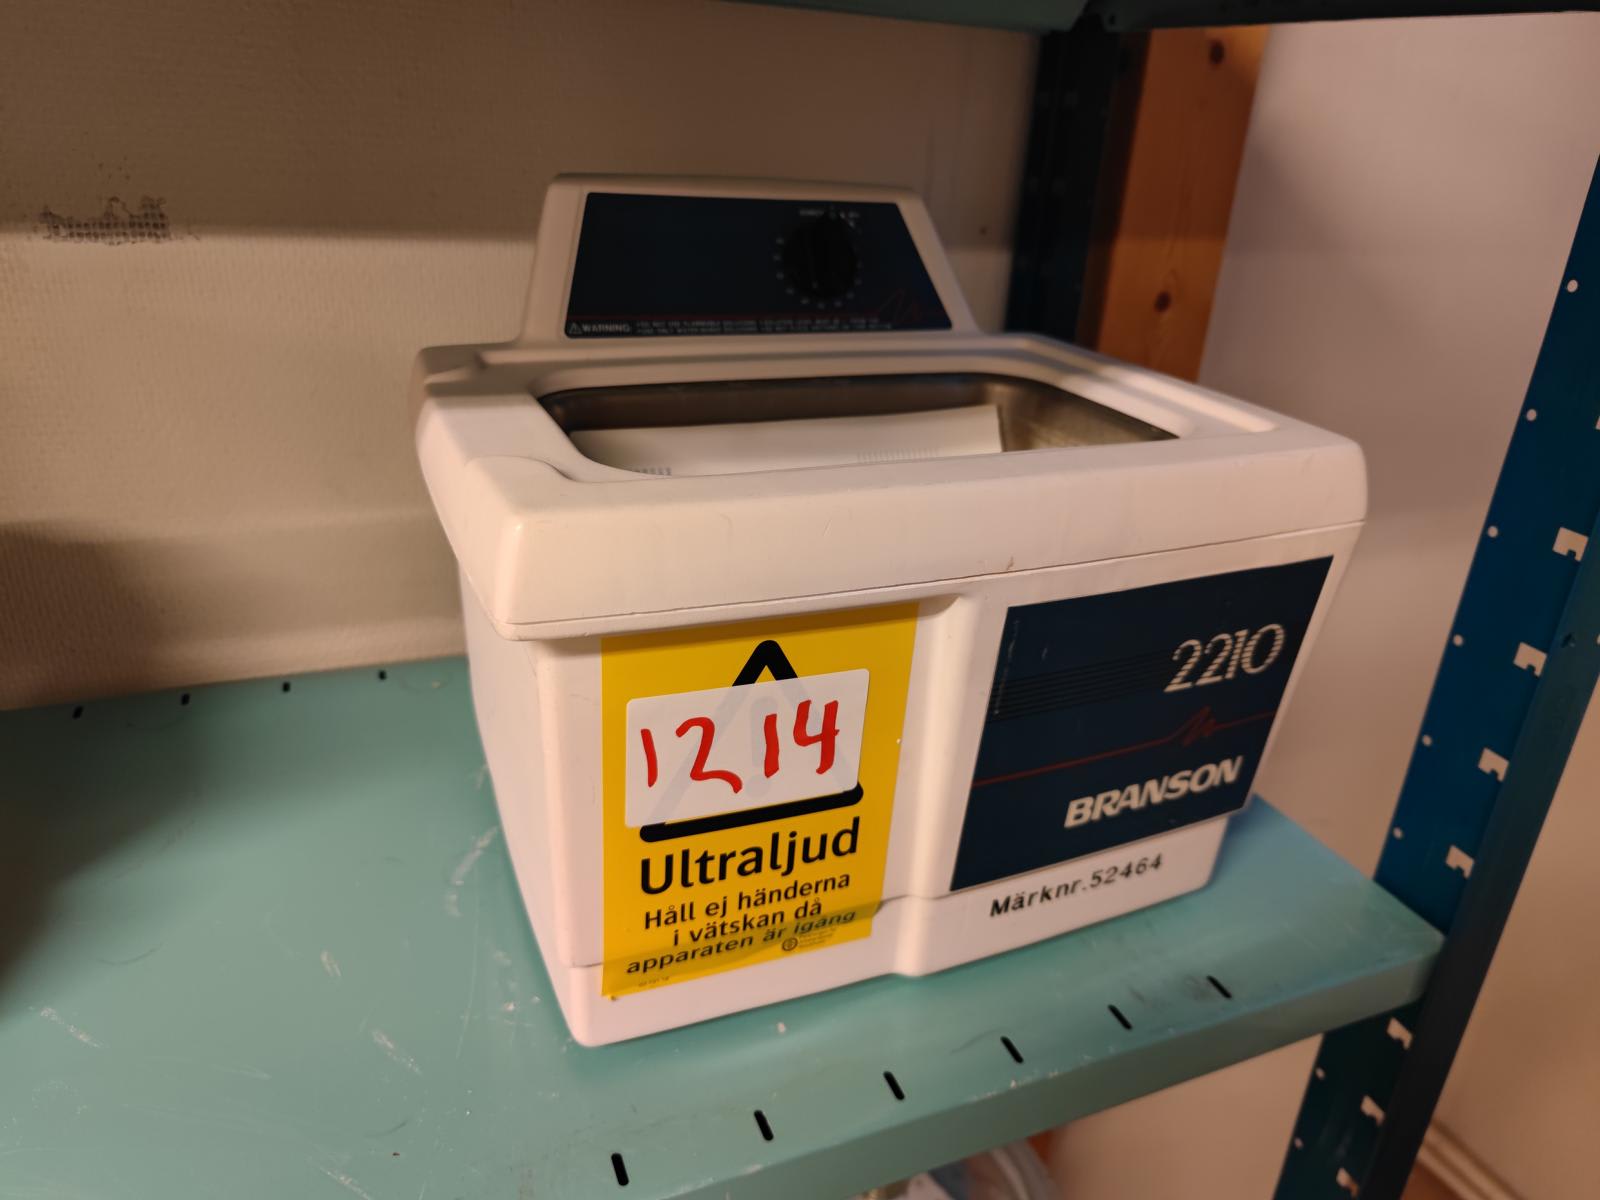 WARNING
2210
BRANSON
Märknr.52464
1214
Ultraljud
Håll ej händerna
i vätskan då
apparaten är igång